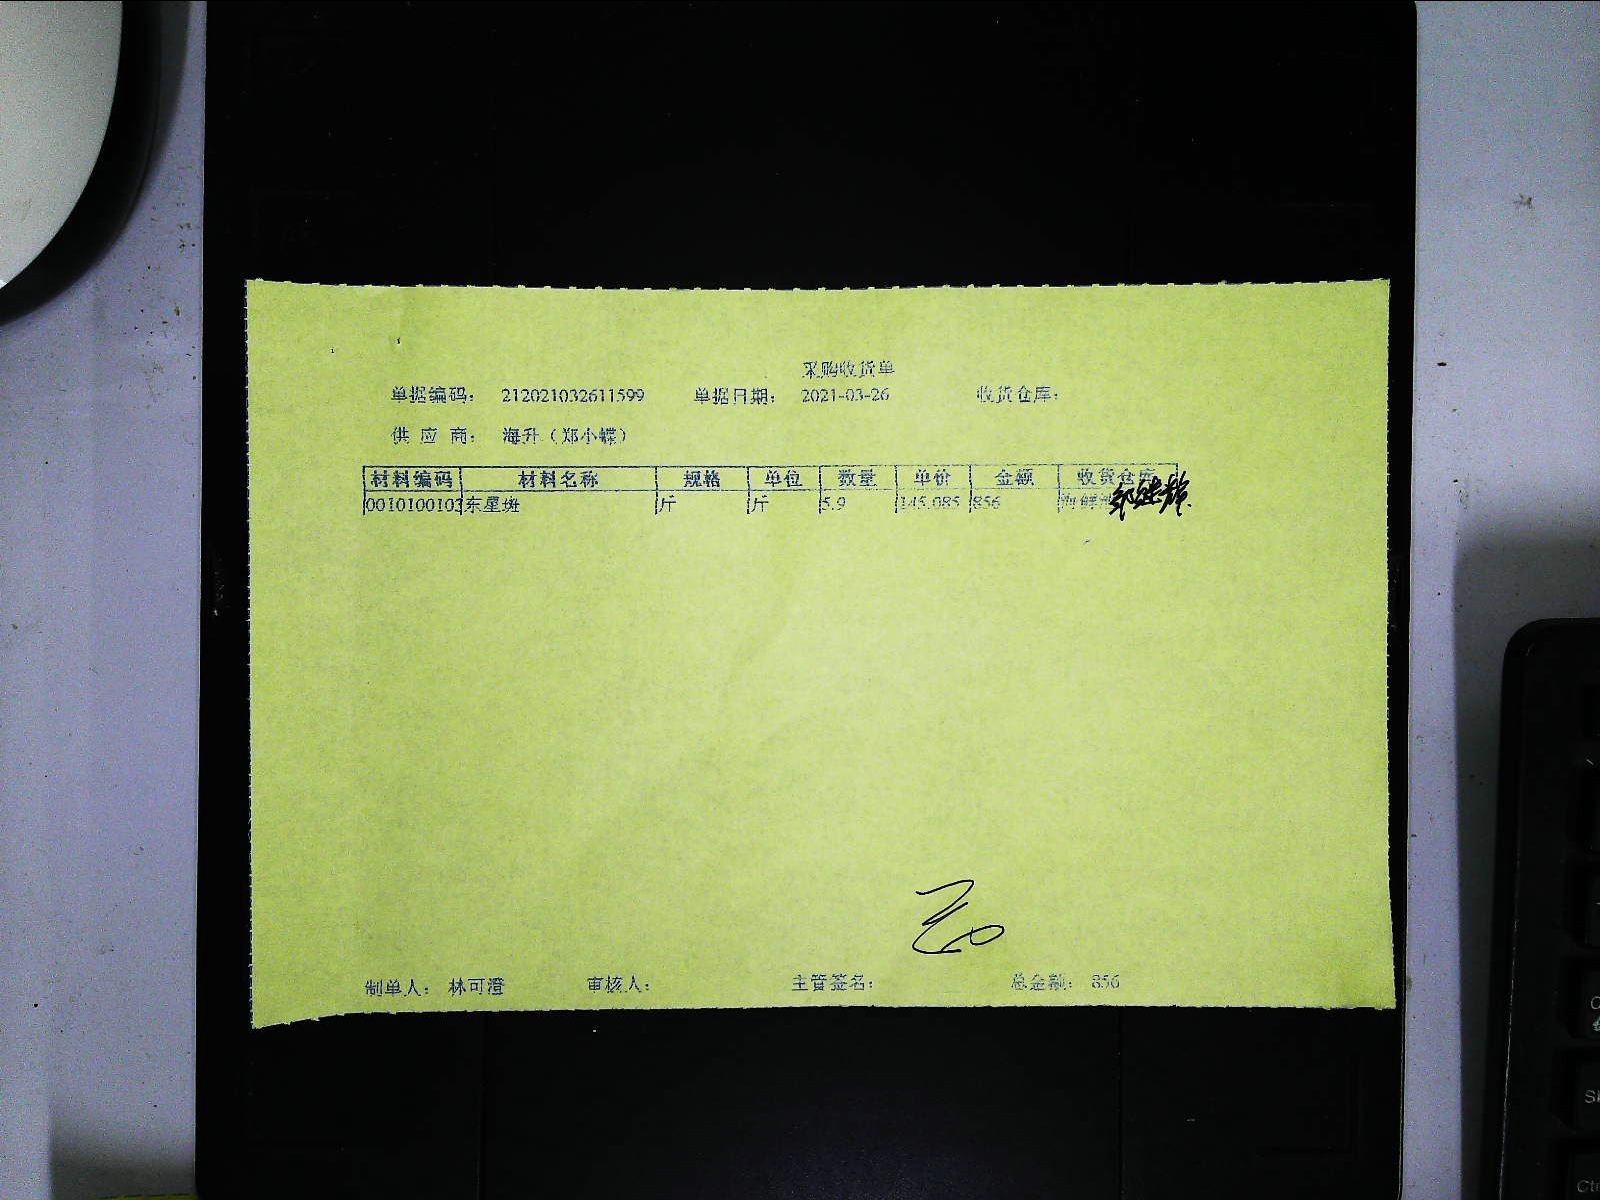 采购收货单
单据编码： 212021032611599 单据日期： 2021-03-26 收货仓库：
供 应 商： 海升（郑小蝶）
材料编码 材料名称 规格 单位 数量 单价 金额 收货仓库
0010100103 东星斑 斤 斤 5.9 145.085 856 海鲜
制单人： 林可澄 审核人： 主管签名： 总金额： 856